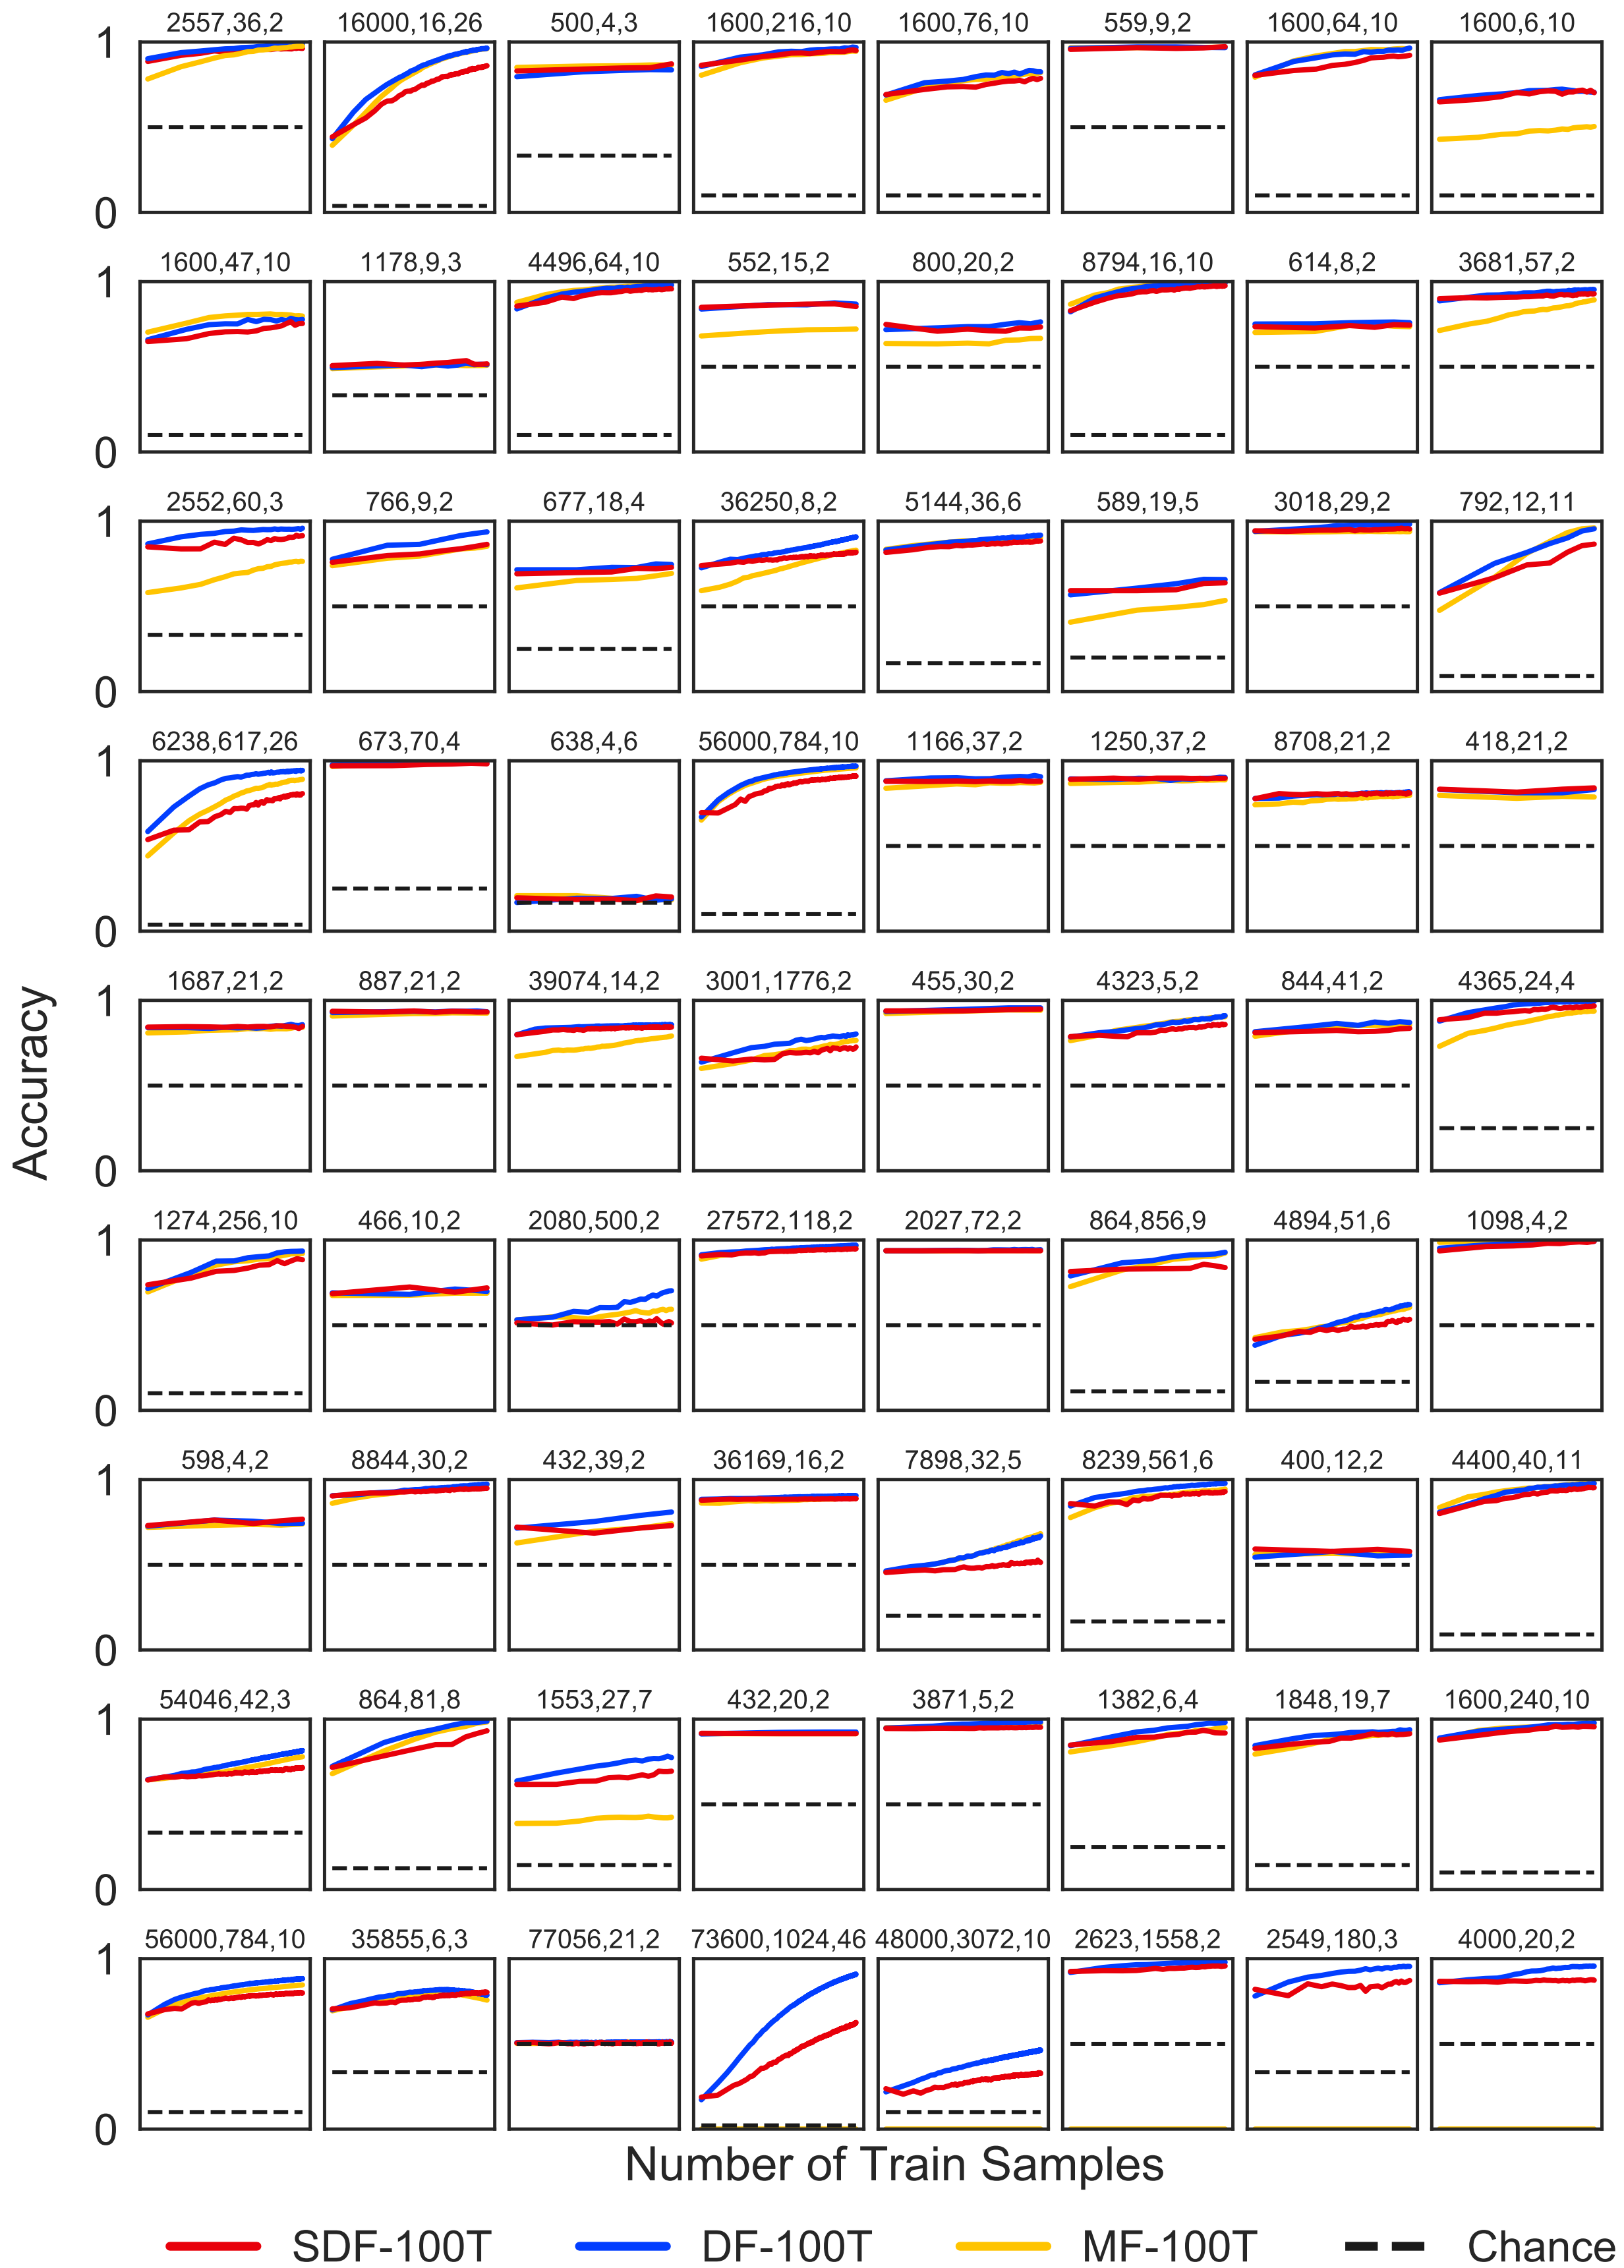 2557,36,2 16000,16,26 500,4,3 1600,216,10 1600,76,10 559,9,2 1600,64,10 1600,6,10
1
0
1600,47,10 1178,9,3 4496,64,10 552,15,2 800,20,2 8794,16,10 614,8,2 3681,57,2
1
0
2552,60,3 766,9,2 677,18,4 36250,8,2 5144,36,6 589,19,5 3018,29,2 792,12,11
1
0
6238,617,26 673,70,4 638,4,6 56000,784,10 1166,37,2 1250,37,2 8708,21,2 418,21,2
1
0
1687,21,2 887,21,2 39074,14,2 3001,1776,2 455,30,2 4323,5,2 844,41,2 4365,24,4
1
0
Accuracy
1274,256,10 466,10,2 2080,500,2 27572,118,2 2027,72,2 864,856,9 4894,51,6 1098,4,2
1
0
598,4,2 8844,30,2 432,39,2 36169,16,2 7898,32,5 8239,561,6 400,12,2 4400,40,11
1
0
54046,42,3 864,81,8 1553,27,7 432,20,2 3871,5,2 1382,6,4 1848,19,7 1600,240,10
1
0
56000,784,10 35855,6,3 77056,21,2 73600,1024,46 48000,3072,10 2623,1558,2 2549,180,3 4000,20,2
1
0
Number of Train Samples
SDF-100T DF-100T MF-100T Chance